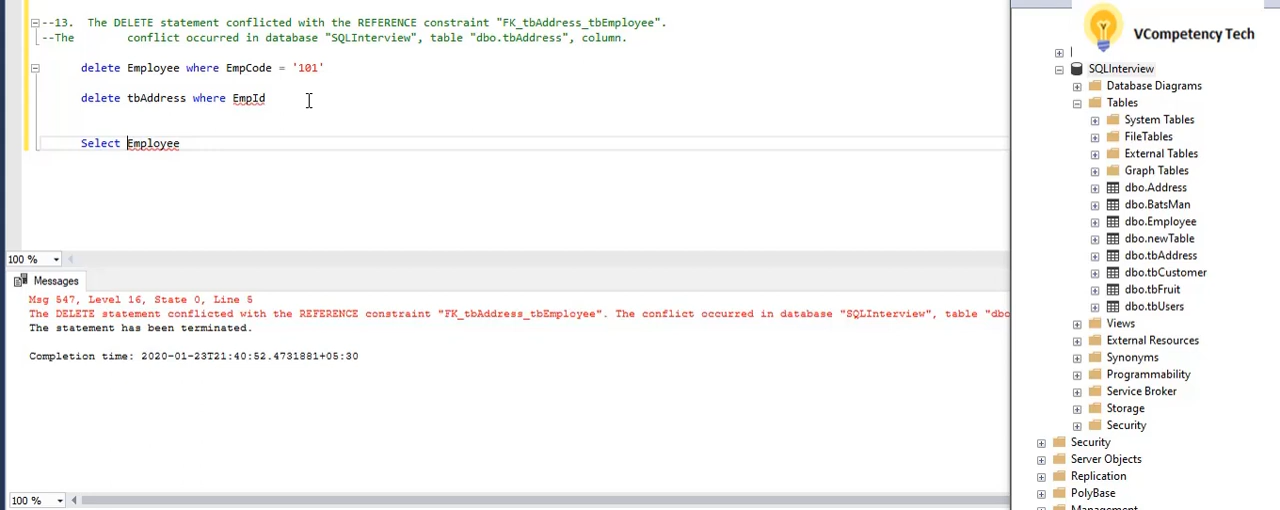 --13.  The DELETE statement conflicted with the REFERENCE constraint "FK_tbAddress_tbEmployee".
--The        conflict occurred in database "SQLInterview", table "dbo.tbAddress", column.
delete Employee where EmpCode = '101'
delete tbAddress where EmpId
Select Employee
100 %
Messages
Msg 547, Level 16, State 0, Line 5
The DELETE statement conflicted with the REFERENCE constraint "FK_tbAddress_tbEmployee". The conflict occurred in database "SQLInterview", table "dbo
The statement has been terminated.
Completion time: 2020-01-23T21:40:52.4731881+05:30
100 %
VCompetency Tech
SQLInterview
Database Diagrams
Tables
System Tables
FileTables
External Tables
Graph Tables
dbo.Address
dbo.BatsMan
dbo.Employee
dbo.newTable
dbo.tbAddress
dbo.tbCustomer
dbo.tbFruit
dbo.tbUsers
Views
External Resources
Synonyms
Programmability
Service Broker
Storage
Security
Security
Server Objects
Replication
PolyBase
Management